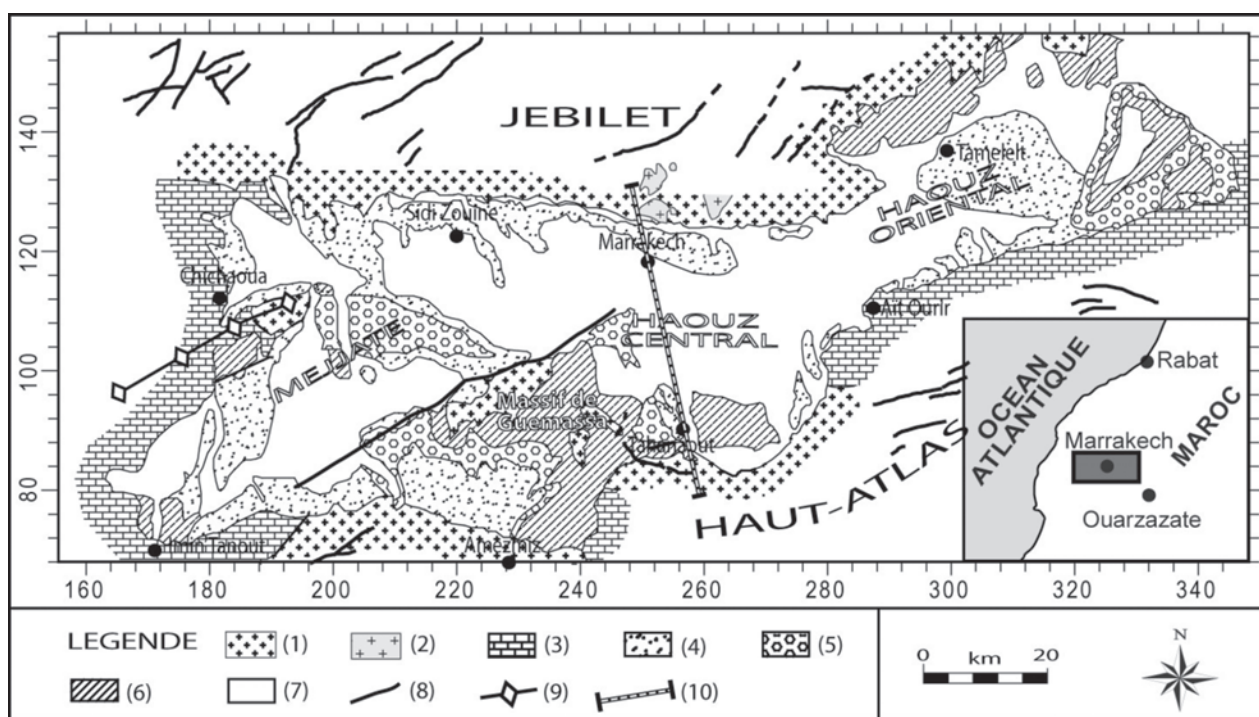 JEBILET
140
Tamelelt
HAOUZ
ORIENTAL
Sidi Zouine
120
Marrakech
Chichaoua
Ait Ourir
HAOUZ
CENTRAL
MEJJATE
100
Massif de
Guemassa
Tahanaout
80
HAUT-ATLAS
Imin Tanout
Amezmiz
OCEAN
ATLANTIQUE
Rabat
MAROC
Marrakech
Ouarzazate
160 180 200 220 240 260 280 300 320 340
LEGENDE (1) (2) (3) (4) (5)
(6) (7) (8) (9) (10)
0 km 20
N